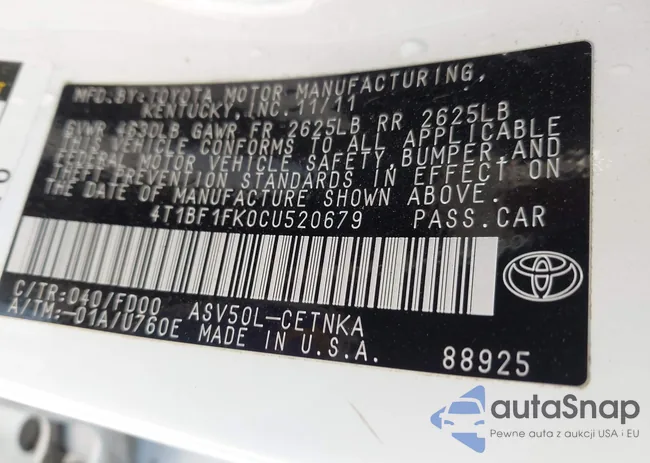 MFD.BY:TOYOTA MOTOR MANUFACTURING,
KENTUCKY, INC. 11/11
GVWR 4630LB GAWR FR 2625LB RR 2625LB
THIS VEHICLE CONFORMS TO ALL APPLICABLE
FEDERAL MOTOR VEHICLE SAFETY,BUMPER,AND
THEFT PREVENTION STANDARDS IN EFFECT ON
THE DATE OF MANUFACTURE SHOWN ABOVE.
4T1BF1FK0CU520679 PASS.CAR
C/TR:040/FD00 ASV50L-CETNKA
A/TM:-01A/U760E MADE IN U.S.A.
88925
autaSnap
Pewne auta z aukcji USA i EU